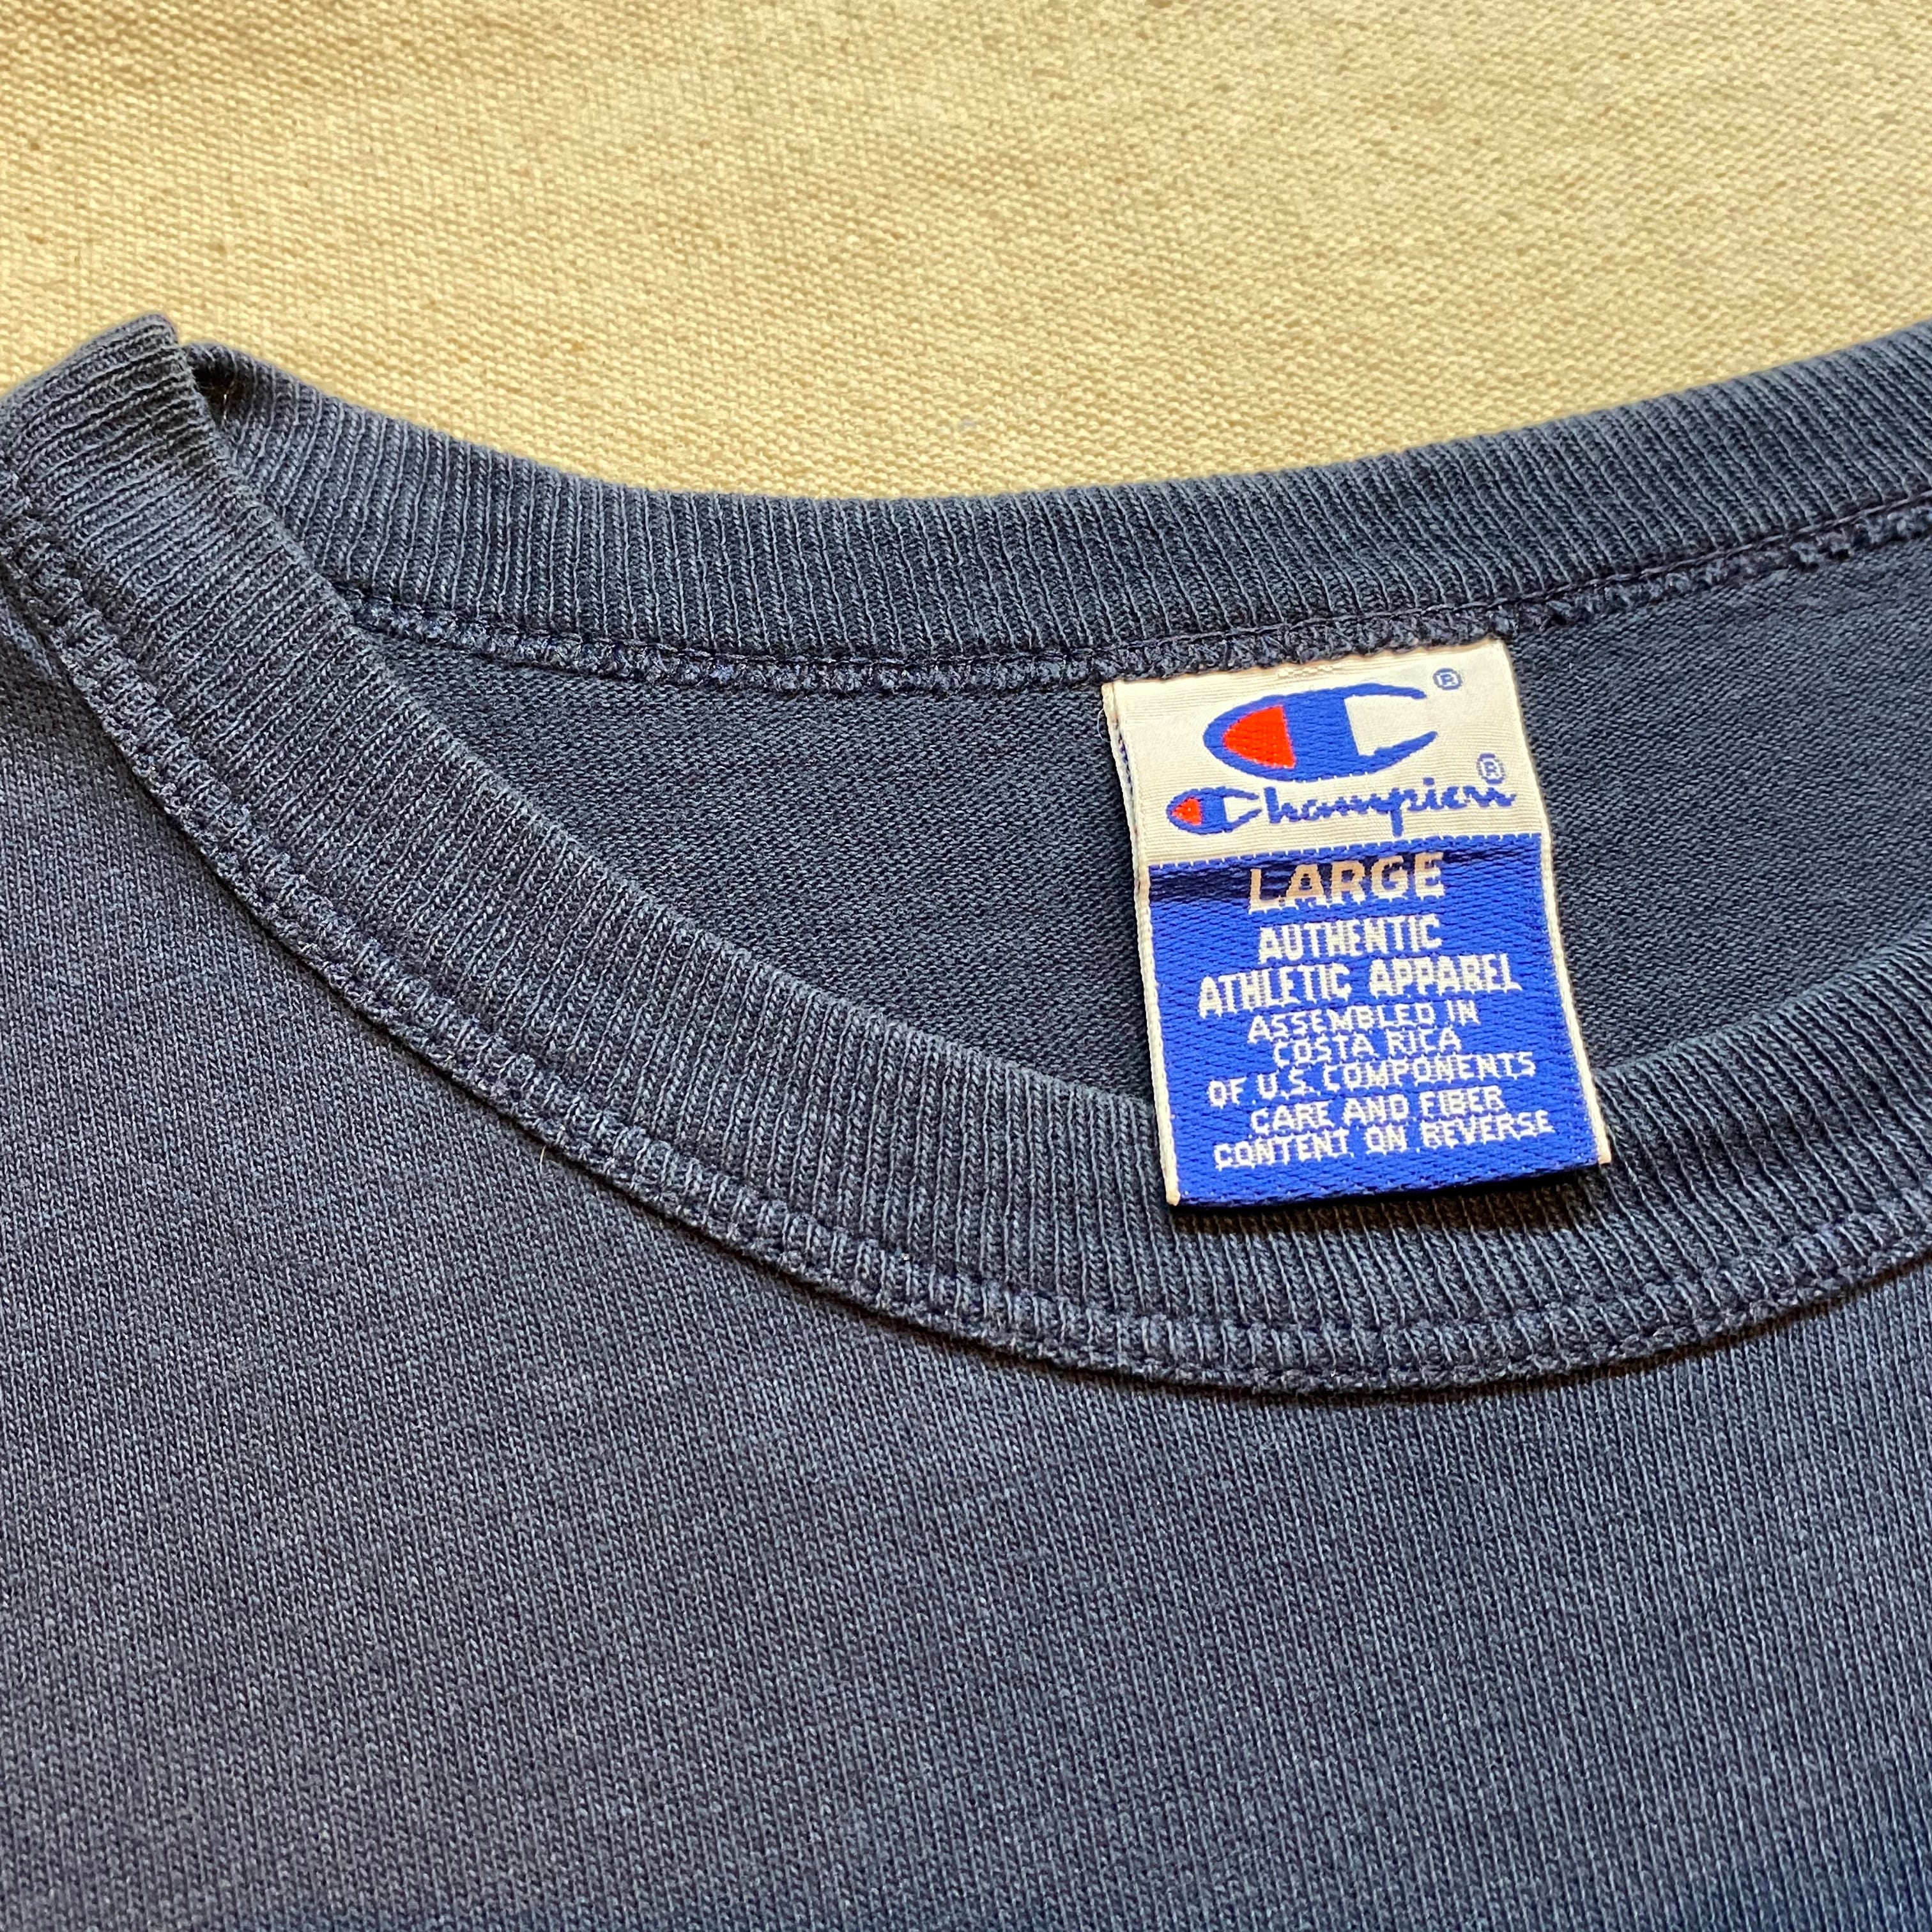 ®
Champion®
LARGE
AUTHENTIC
ATHLETIC APPAREL
ASSEMBLED IN
COSTA RICA
OF U.S. COMPONENTS
CARE AND FIBER
CONTENT ON REVERSE